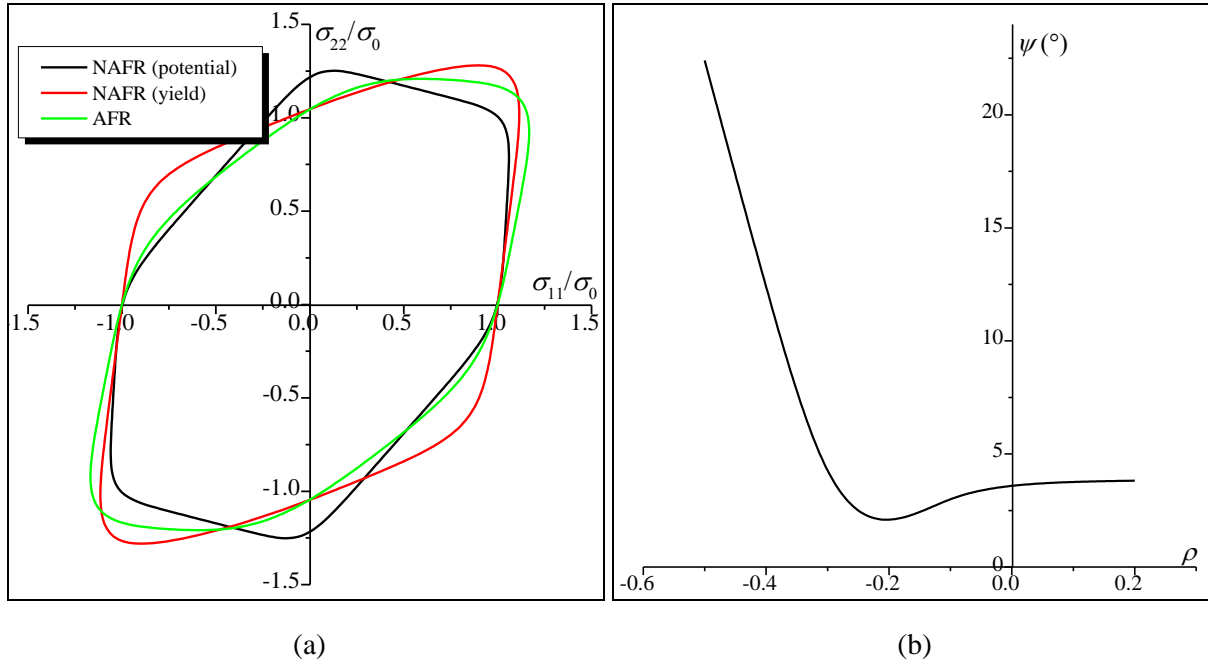 1.5
σ22/σ0
NAFR (potential)
NAFR (yield)
AFR
1.0
0.5
σ11/σ0
0.0
-1.5 -1.0 -0.5 0.0 0.5 1.0 1.5
-0.5
-1.0
-1.5
ψ(°)
20
15
10
5
ρ
0
-0.6 -0.4 -0.2 0.0 0.2
(a) (b)